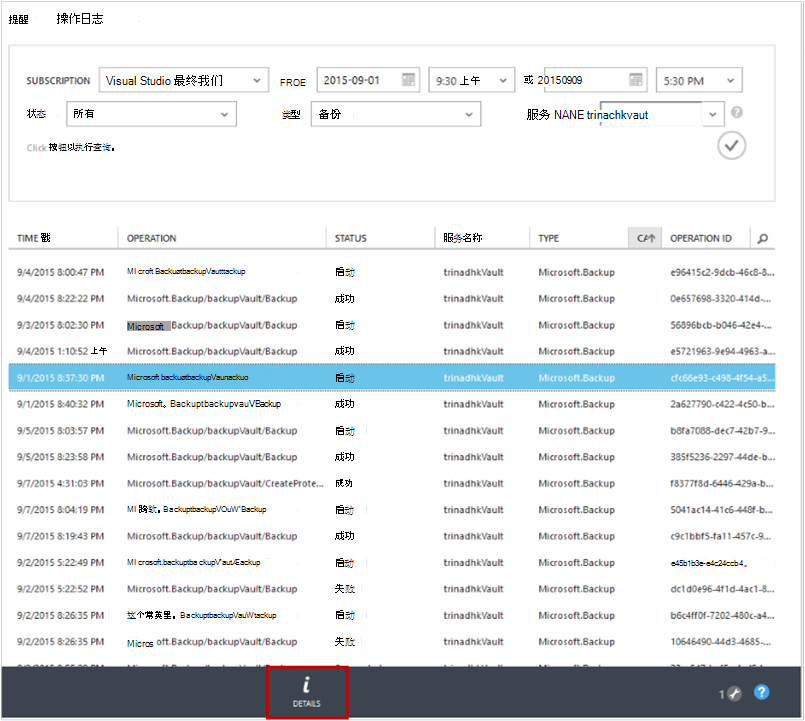 提醒 操作日志
SUBSCRIPTION Visual Studio 最终我们 FROE 2015-09-01 9:30 上午 或 20150909 5:30 PM
状态 所有 类型 备份 服务 NANE trinachkvaut
Click 按钮以执行查询。
TIME 戳 OPERATION STATUS 服务名称 TYPE OPERATION ID
9/4/2015 8:00:47 PM MI croft BackuatbackupVautttackup 启动 trinadhkVault Microsoft.Backup e96415c2-9dcb-46c8-8...
9/4/2015 8:22:22 PM Microsoft.Backup/backupVault/Backup 成功 trinadhkVault Microsoft.Backup 0e657698-3320-414d-...
9/3/2015 8:02:30 PM Microsoft Backup/backupVault/Backup 启动 trinadhkVault Microsoft.Backup 56896bcb-b046-42e4-...
9/4/2015 1:10:52 上午 Microsoft.Backup/backupVault/Backup 成功 trinadhkVault Microsoft.Backup e5721963-9e94-4963-a...
9/1/2015 8:37:30 PM Microsoft backuatbackupVaunackuo 启动 trinadhkVault Microsoft.Backup cfc66e93-c498-4f54-a5...
9/1/2015 8:40:32 PM Microsoft。BackuptbackupvauVBackup 成功 trinadhkVault Microsoft.Backup 2a627790-c422-4c50-b...
9/5/2015 8:03:57 PM Microsoft.Backup/backupVault/Backup 启动 trinadhkVault Microsoft.Backup b8fa7088-dec7-42b7-9...
9/5/2015 8:23:58 PM Microsoft.Backup/backupVault/Backup 成功 trinadhkVault Microsoft.Backup 385f5236-2297-44de-b...
9/7/2015 4:31:03 PM Microsoft.Backup/backupVault/CreateProte... 成功 trinadhkVault Microsoft.Backup f8377f8d-6446-429a-b...
9/7/2015 8:04:19 PM MI 跨软。BackuptbackupVOuW'Backup 启动 trinadhkVault Microsoft.Backup 5041ac14-41c6-448f-b...
9/7/2015 8:19:43 PM Microsoft.Backup/backupVault/Backup 成功 trinadhkVault Microsoft.Backup c9c1bbf5-fa11-457c-9...
9/2/2015 5:22:49 PM MI crosoft.backuptba ckupV'aut/Eackup 启动 trinadhkVault Microsoft.Backup e45b1b3e-e4c24ccb4。
9/2/2015 5:22:52 PM Microsoft.Backup/backupVault/Backup 失败 trinadhkVault Microsoft.Backup dc1d0e96-4f1d-4ac1-8...
9/2/2015 8:26:35 PM 这个常英里。BackuptbackupVauWtackup 启动 trinadhkVault Microsoft.Backup b6c4ff0f-7202-480c-a4...
9/2/2015 8:26:35 PM Micros oft.Backup/backupVault/Backup 失败 trinadhkVault Microsoft.Backup 10646490-44d3-4685-...
DETAILS 1